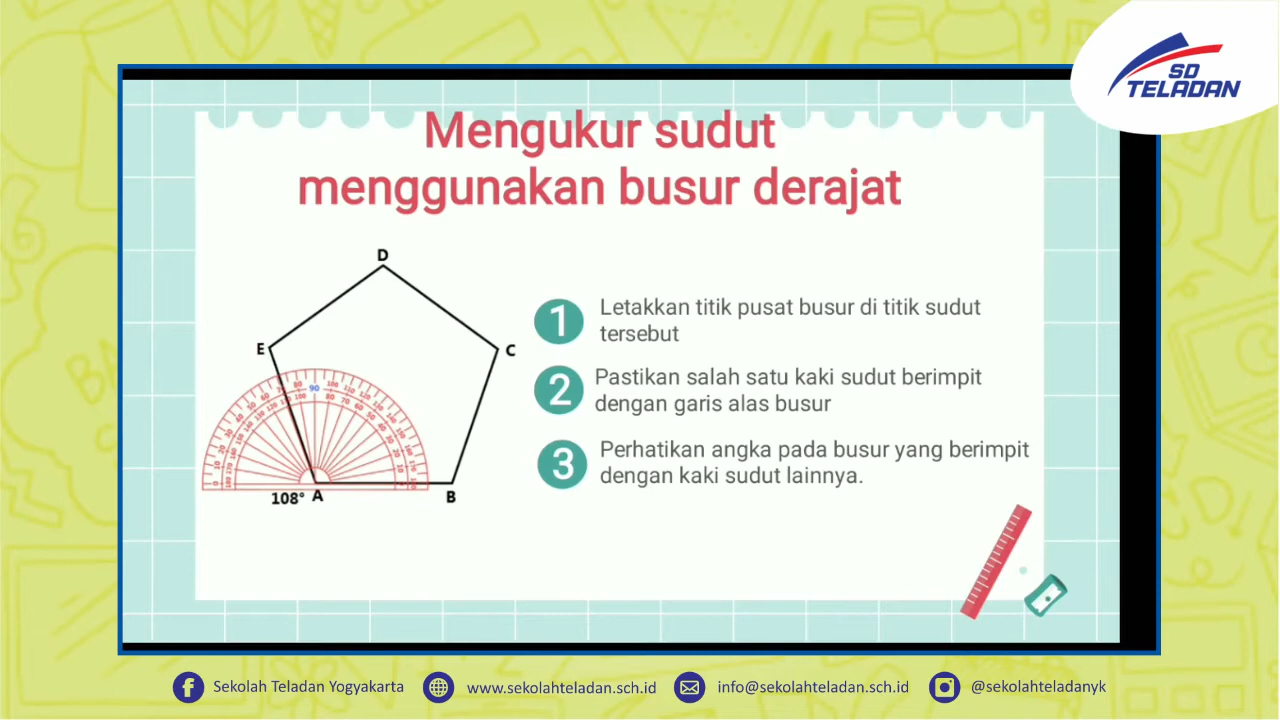 SD
TELADAN
Mengukur sudut
menggunakan busur derajat
D
E
C
A
B
108°
90
1
Letakkan titik pusat busur di titik sudut
tersebut
2
Pastikan salah satu kaki sudut berimpit
dengan garis alas busur
3
Perhatikan angka pada busur yang berimpit
dengan kaki sudut lainnya.
Sekolah Teladan Yogyakarta
www.sekolahteladan.sch.id
info@sekolahteladan.sch.id
@sekolahteladanyk